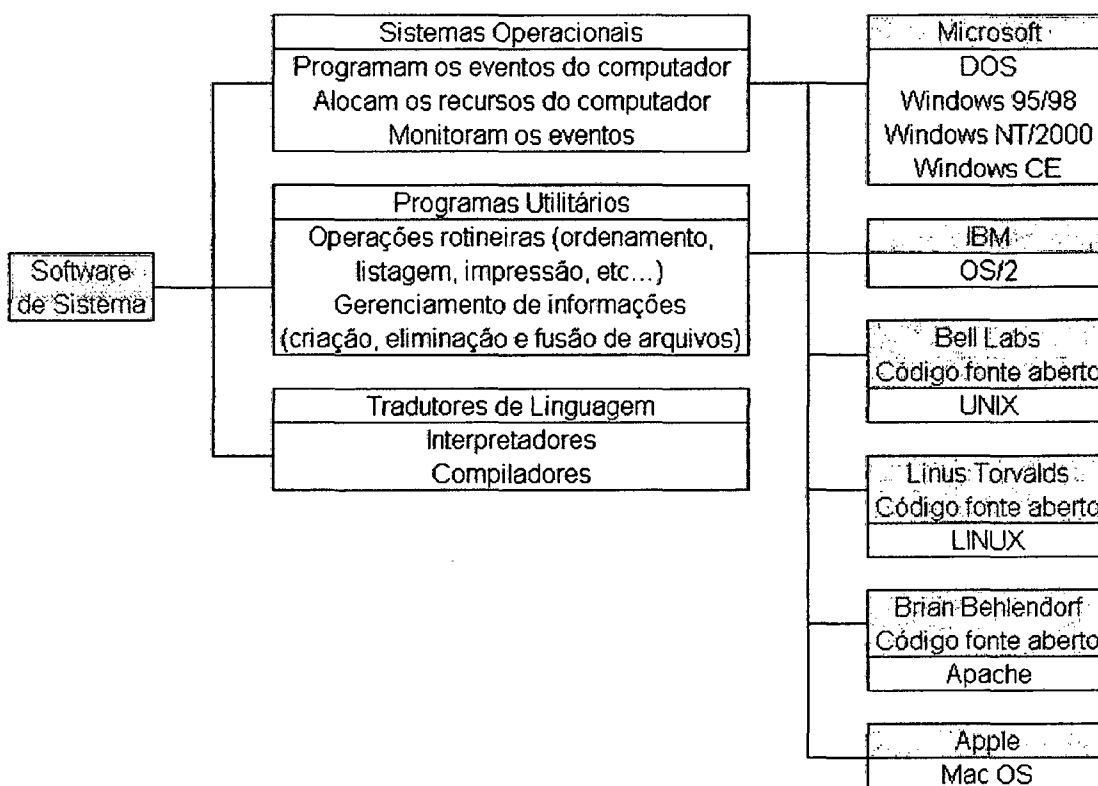 Software
de Sistema
Sistemas Operacionais
Programam os eventos do computador
Alocam os recursos do computador
Monitoram os eventos
Programas Utilitários
Operações rotineiras (ordenamento,
listagem, impressão, etc...)
Gerenciamento de informações
(criação, eliminação e fusão de arquivos)
Tradutores de Linguagem
Interpretadores
Compiladores
Microsoft
DOS
Windows 95/98
Windows NT/2000
Windows CE
IBM
OS/2
Bell Labs
Código fonte aberto
UNIX
Linus Torvalds
Código fonte aberto
LINUX
Brian Behlendorf
Código fonte aberto
Apache
Apple
Mac OS